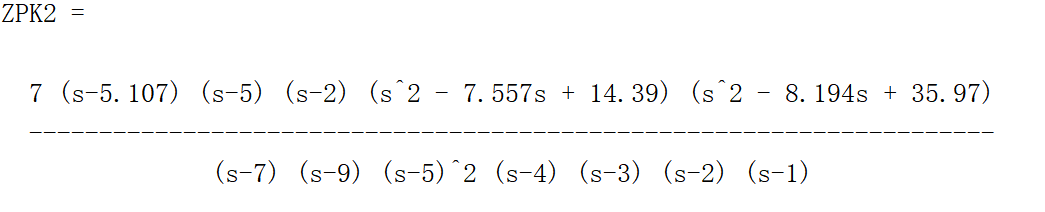 ZPK2 =
7 (s-5.107) (s-5) (s-2) (s^2 - 7.557s + 14.39) (s^2 - 8.194s + 35.97)
---------------------------------------------------------------------
(s-7) (s-9) (s-5)^2 (s-4) (s-3) (s-2) (s-1)